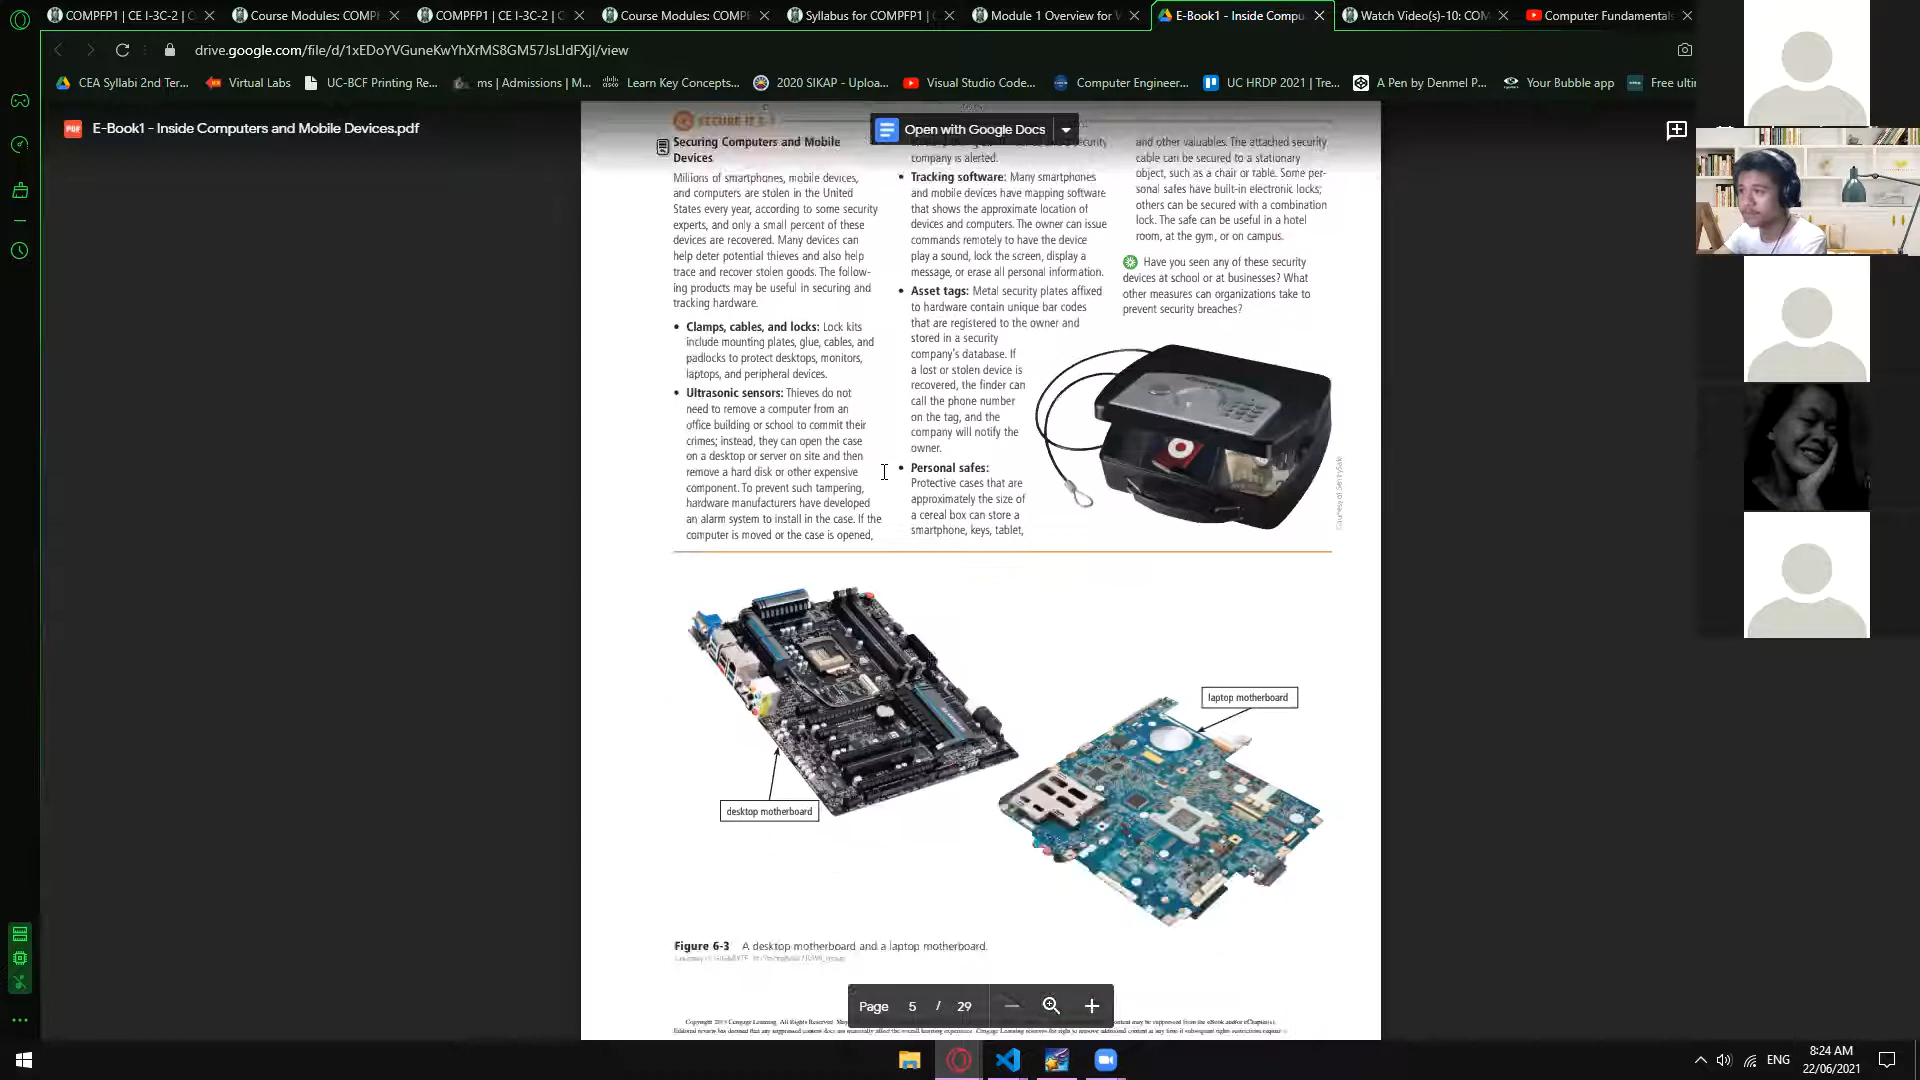 COMPFP1 | CE I-3C-2 | C
Course Modules: COMPF
COMPFP1 | CE I-3C-2 | C
Course Modules: COMPF
Syllabus for COMPFP1 | C
Module 1 Overview for W
E-Book1 - Inside Compu
Watch Video(s)-10: COM
Computer Fundamentals
drive.google.com/file/d/1xEDoYVGuneKwYhXrMS8GM57JsLldFXjl/view
CEA Syllabi 2nd Ter...
Virtual Labs
UC-BCF Printing Re...
ms | Admissions | M...
Learn Key Concepts...
2020 SIKAP - Uploa...
Visual Studio Code...
Computer Engineer...
UC HRDP 2021 | Tre...
A Pen by Denmel P...
Your Bubble app
Free ulti
PDF
E-Book1 - Inside Computers and Mobile Devices.pdf
Open with Google Docs
Securing Computers and Mobile
Devices
Millions of smartphones, mobile devices,
and computers are stolen in the United
States every year, according to some security
experts, and only a small percent of these
devices are recovered. Many devices can
help deter potential thieves and also help
trace and recover stolen goods. The follow-
ing products may be useful in securing and
tracking hardware.
• Clamps, cables, and locks: Lock kits
include mounting plates, glue, cables, and
padlocks to protect desktops, monitors,
laptops, and peripheral devices.
• Ultrasonic sensors: Thieves do not
need to remove a computer from an
office building or school to commit their
crimes; instead, they can open the case
on a desktop or server on site and then
remove a hard disk or other expensive
component. To prevent such tampering,
hardware manufacturers have developed
an alarm system to install in the case. If the
computer is moved or the case is opened,
security
company is alerted.
• Tracking software: Many smartphones
and mobile devices have mapping software
that shows the approximate location of
devices and computers. The owner can issue
commands remotely to have the device
play a sound, lock the screen, display a
message, or erase all personal information.
• Asset tags: Metal security plates affixed
to hardware contain unique bar codes
that are registered to the owner and
stored in a security
company's database. If
a lost or stolen device is
recovered, the finder can
call the phone number
on the tag, and the
company will notify the
owner.
• Personal safes:
Protective cases that are
approximately the size of
a cereal box can store a
smartphone, keys, tablet,
and other valuables. The attached security
cable can be secured to a stationary
object, such as a chair or table. Some per-
sonal safes have built-in electronic locks;
others can be secured with a combination
lock. The safe can be useful in a hotel
room, at the gym, or on campus.
Have you seen any of these security
devices at school or at businesses? What
other measures can organizations take to
prevent security breaches?
Courtesy of SentrySafe
laptop motherboard
desktop motherboard
Figure 6-3 A desktop motherboard and a laptop motherboard.
Page 5 / 29
ENG
8:24 AM
22/06/2021